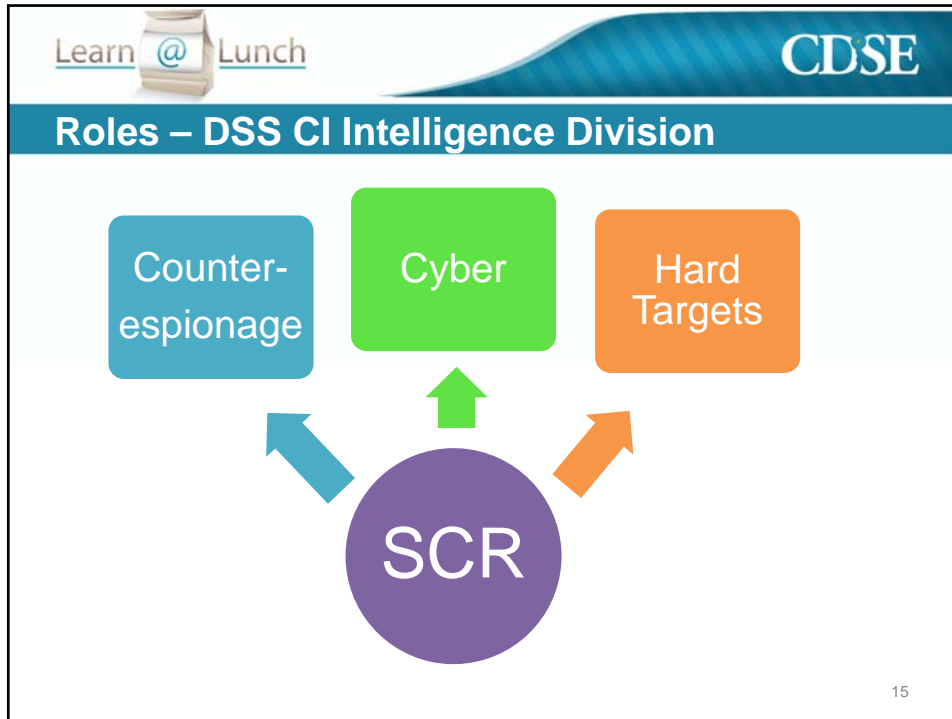 Learn @ Lunch
CDSE
Roles – DSS CI Intelligence Division
Counter-
espionage
Cyber
Hard
Targets
SCR
15